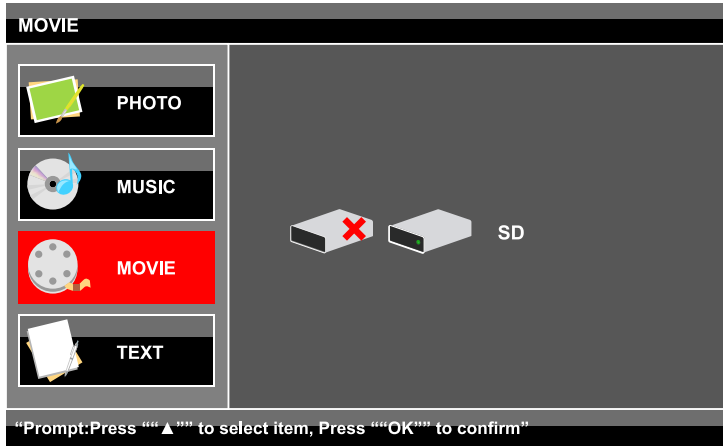 MOVIE
PHOTO
MUSIC
MOVIE
TEXT
SD
“Prompt:Press ““▲”” to select item, Press ““OK”” to confirm”